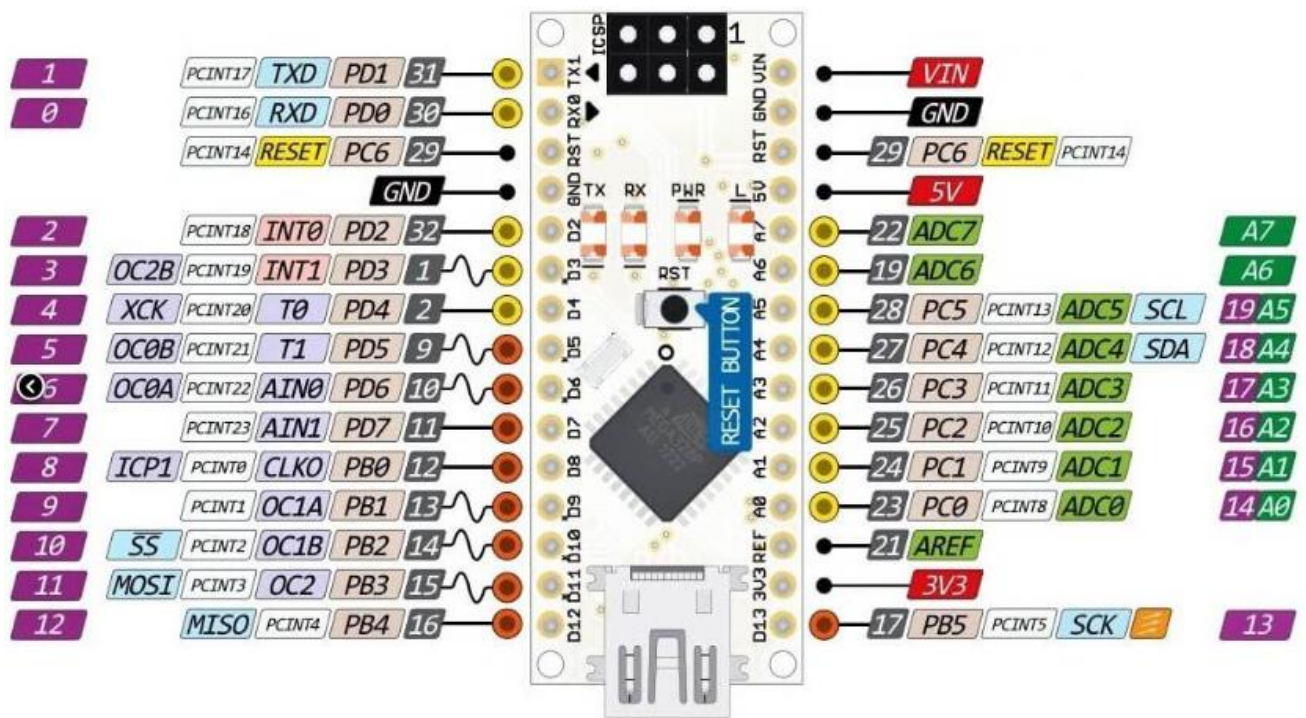 ICSP 1
1 PCINT17 TXD PD1 31 TX1 VIN VIN
0 PCINT16 RXD PD0 30 RX0 GND GND
PCINT14 RESET PC6 29 RST RST 29 PC6 RESET PCINT14
GND GND 5V 5V
TX RX PWR L
2 PCINT18 INT0 PD2 32 D2 A7 22 ADC7 A7
3 OC2B PCINT19 INT1 PD3 1 D3 A6 19 ADC6 A6
RST
4 XCK PCINT20 T0 PD4 2 D4 A5 28 PC5 PCINT13 ADC5 SCL 19 A5
5 OC0B PCINT21 T1 PD5 9 D5 A4 27 PC4 PCINT12 ADC4 SDA 18 A4
6 OC0A PCINT22 AIN0 PD6 10 D6 A3 26 PC3 PCINT11 ADC3 17 A3
RESET BUTTON
7 PCINT23 AIN1 PD7 11 D7 A2 25 PC2 PCINT10 ADC2 16 A2
8 ICP1 PCINT0 CLKO PB0 12 D8 A1 24 PC1 PCINT9 ADC1 15 A1
9 PCINT1 OC1A PB1 13 D9 A0 23 PC0 PCINT8 ADC0 14 A0
10 SS PCINT2 OC1B PB2 14 D10 REF 21 AREF
11 MOSI PCINT3 OC2 PB3 15 D11 3V3 3V3
12 MISO PCINT4 PB4 16 D12 D13 17 PB5 PCINT5 SCK 13